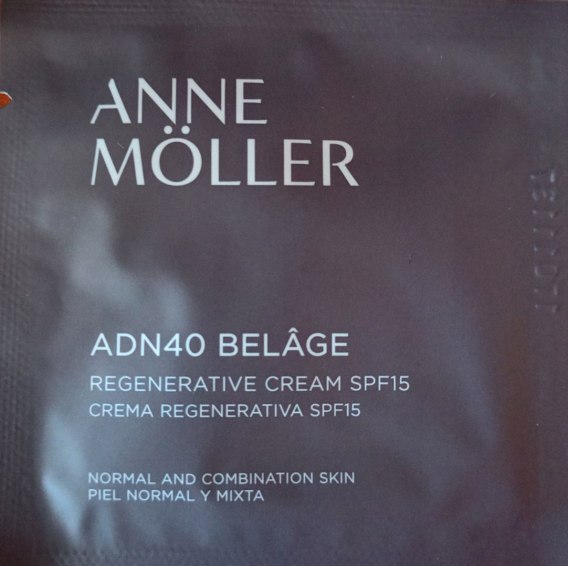 ANNE
MÖLLER
ADN40 BELÂGE
REGENERATIVE CREAM SPF15
CREMA REGENERATIVA SPF15
NORMAL AND COMBINATION SKIN
PIEL NORMAL Y MIXTA